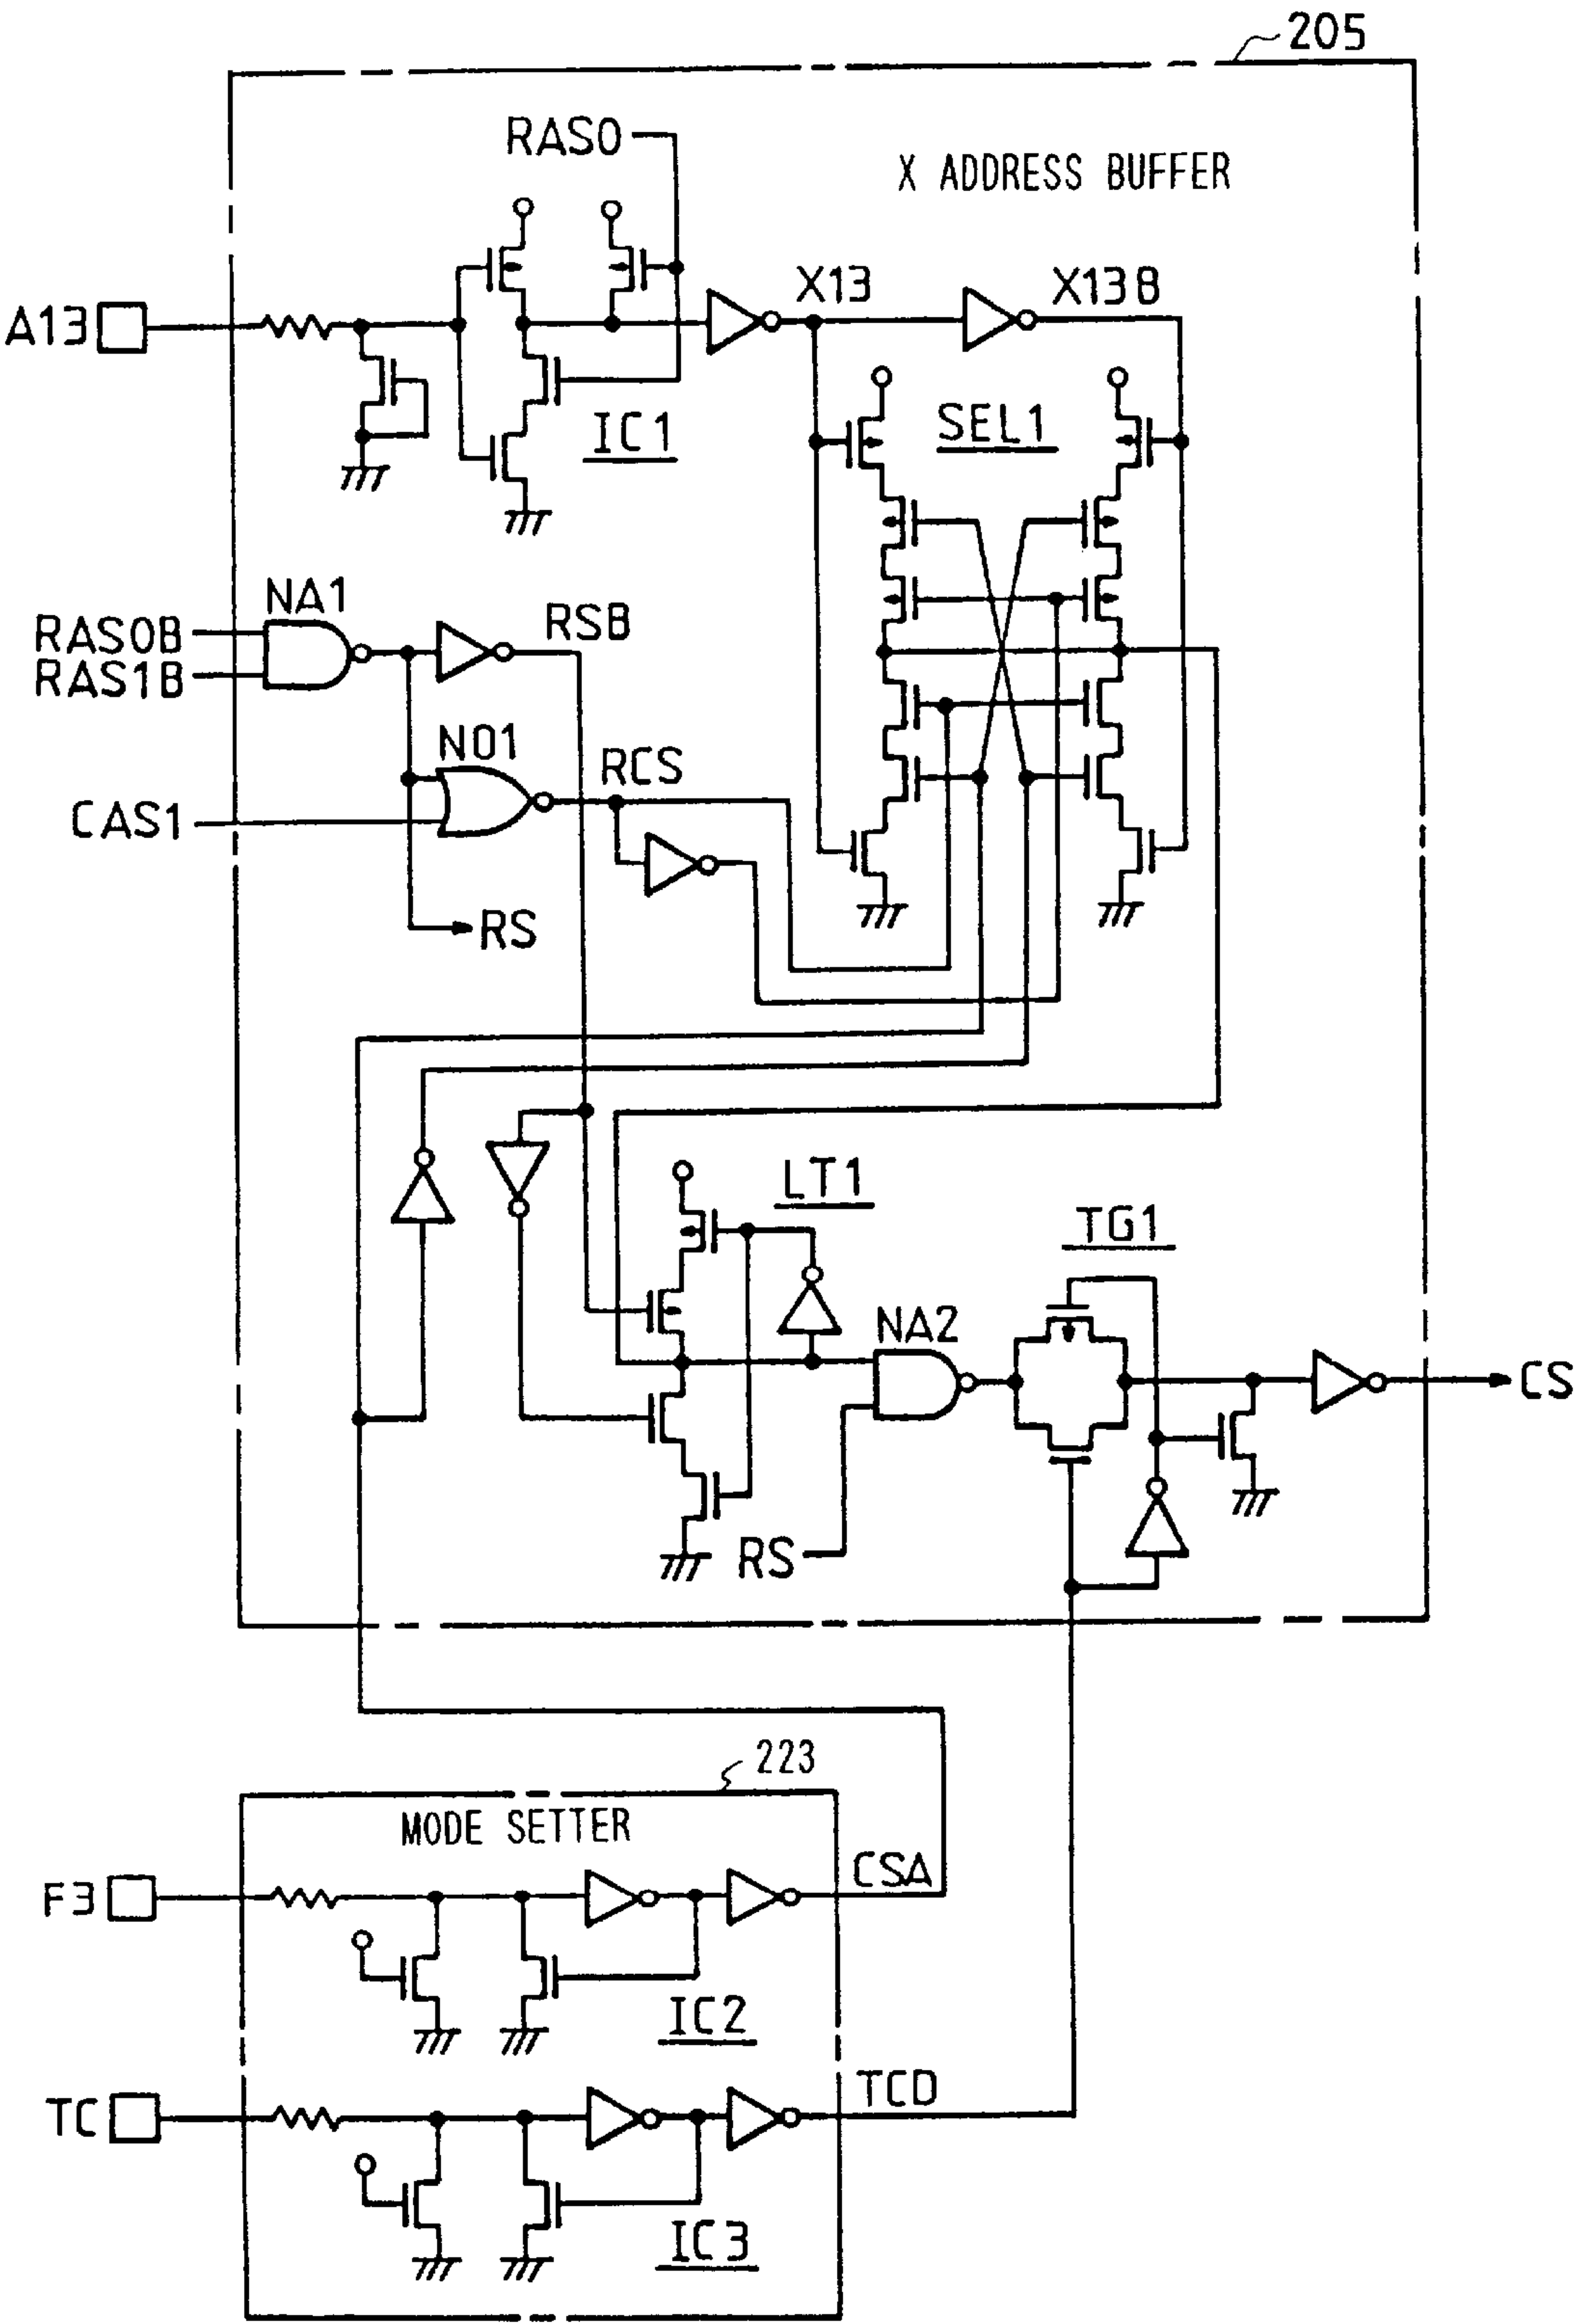 205
RAS0
X ADDRESS BUFFER
A13
X13
X13B
IC1
SEL1
NA1
RAS0B
RAS1B
RSB
NO1
RCS
CAS1
RS
LT1
TG1
NA2
CS
RS
223
MODE SETTER
F3
CSA
IC2
TC
TCD
IC3